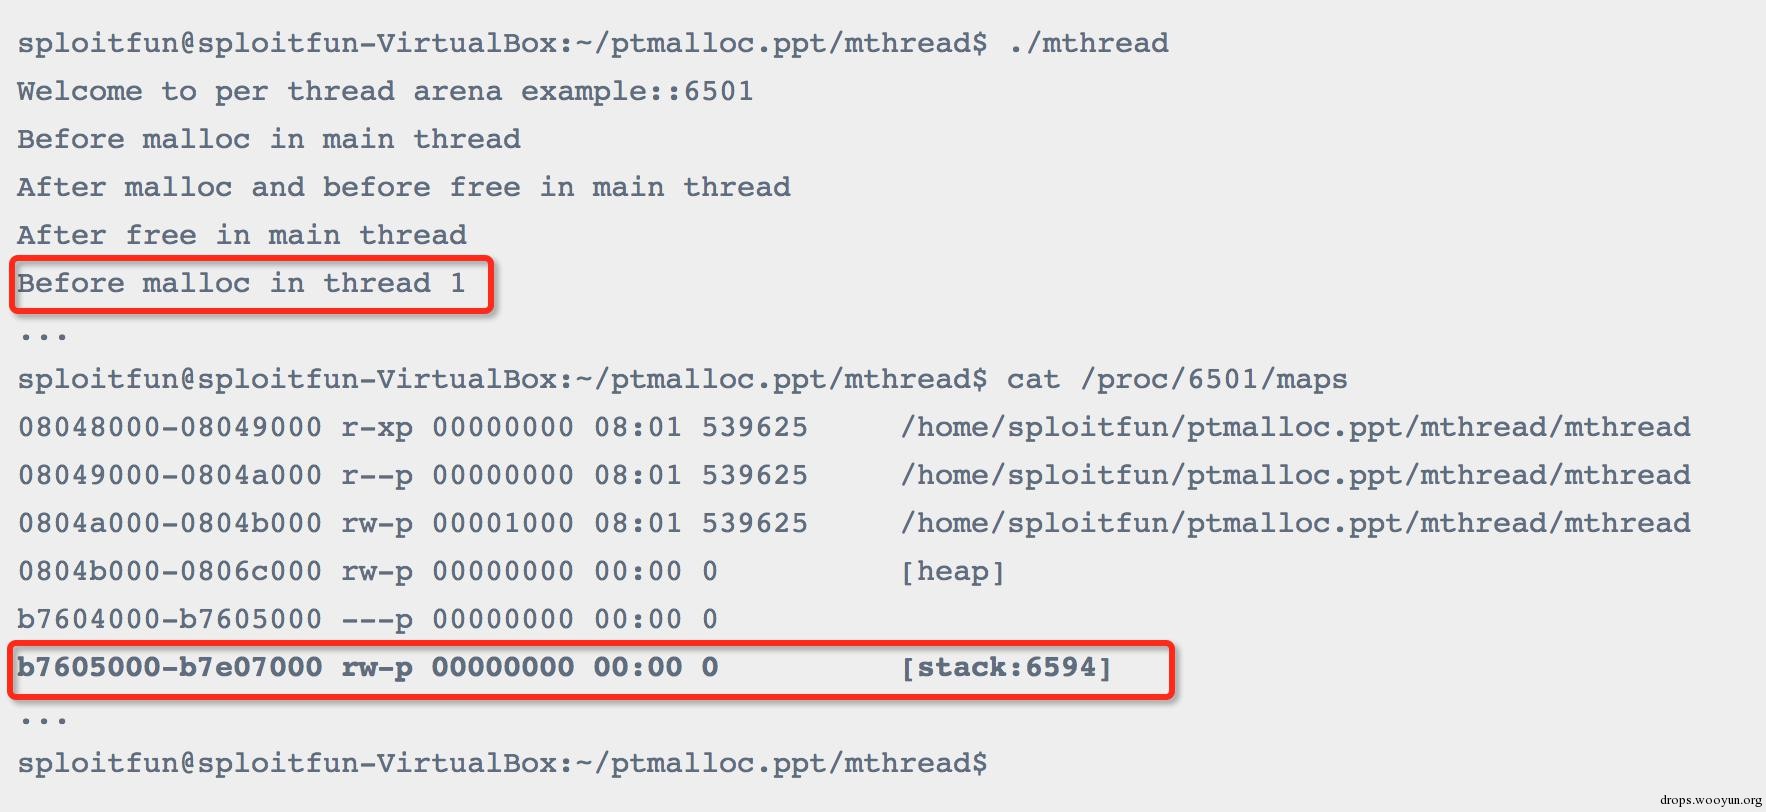 sploitfun@sploitfun-VirtualBox:~/ptmalloc.ppt/mthread$ ./mthread
Welcome to per thread arena example::6501
Before malloc in main thread
After malloc and before free in main thread
After free in main thread
Before malloc in thread 1
...
sploitfun@sploitfun-VirtualBox:~/ptmalloc.ppt/mthread$ cat /proc/6501/maps
08048000-08049000 r-xp 00000000 08:01 539625     /home/sploitfun/ptmalloc.ppt/mthread/mthread
08049000-0804a000 r--p 00000000 08:01 539625     /home/sploitfun/ptmalloc.ppt/mthread/mthread
0804a000-0804b000 rw-p 00001000 08:01 539625     /home/sploitfun/ptmalloc.ppt/mthread/mthread
0804b000-0806c000 rw-p 00000000 00:00 0          [heap]
b7604000-b7605000 ---p 00000000 00:00 0
b7605000-b7e07000 rw-p 00000000 00:00 0          [stack:6594]
...
sploitfun@sploitfun-VirtualBox:~/ptmalloc.ppt/mthread$
drops.wooyun.org